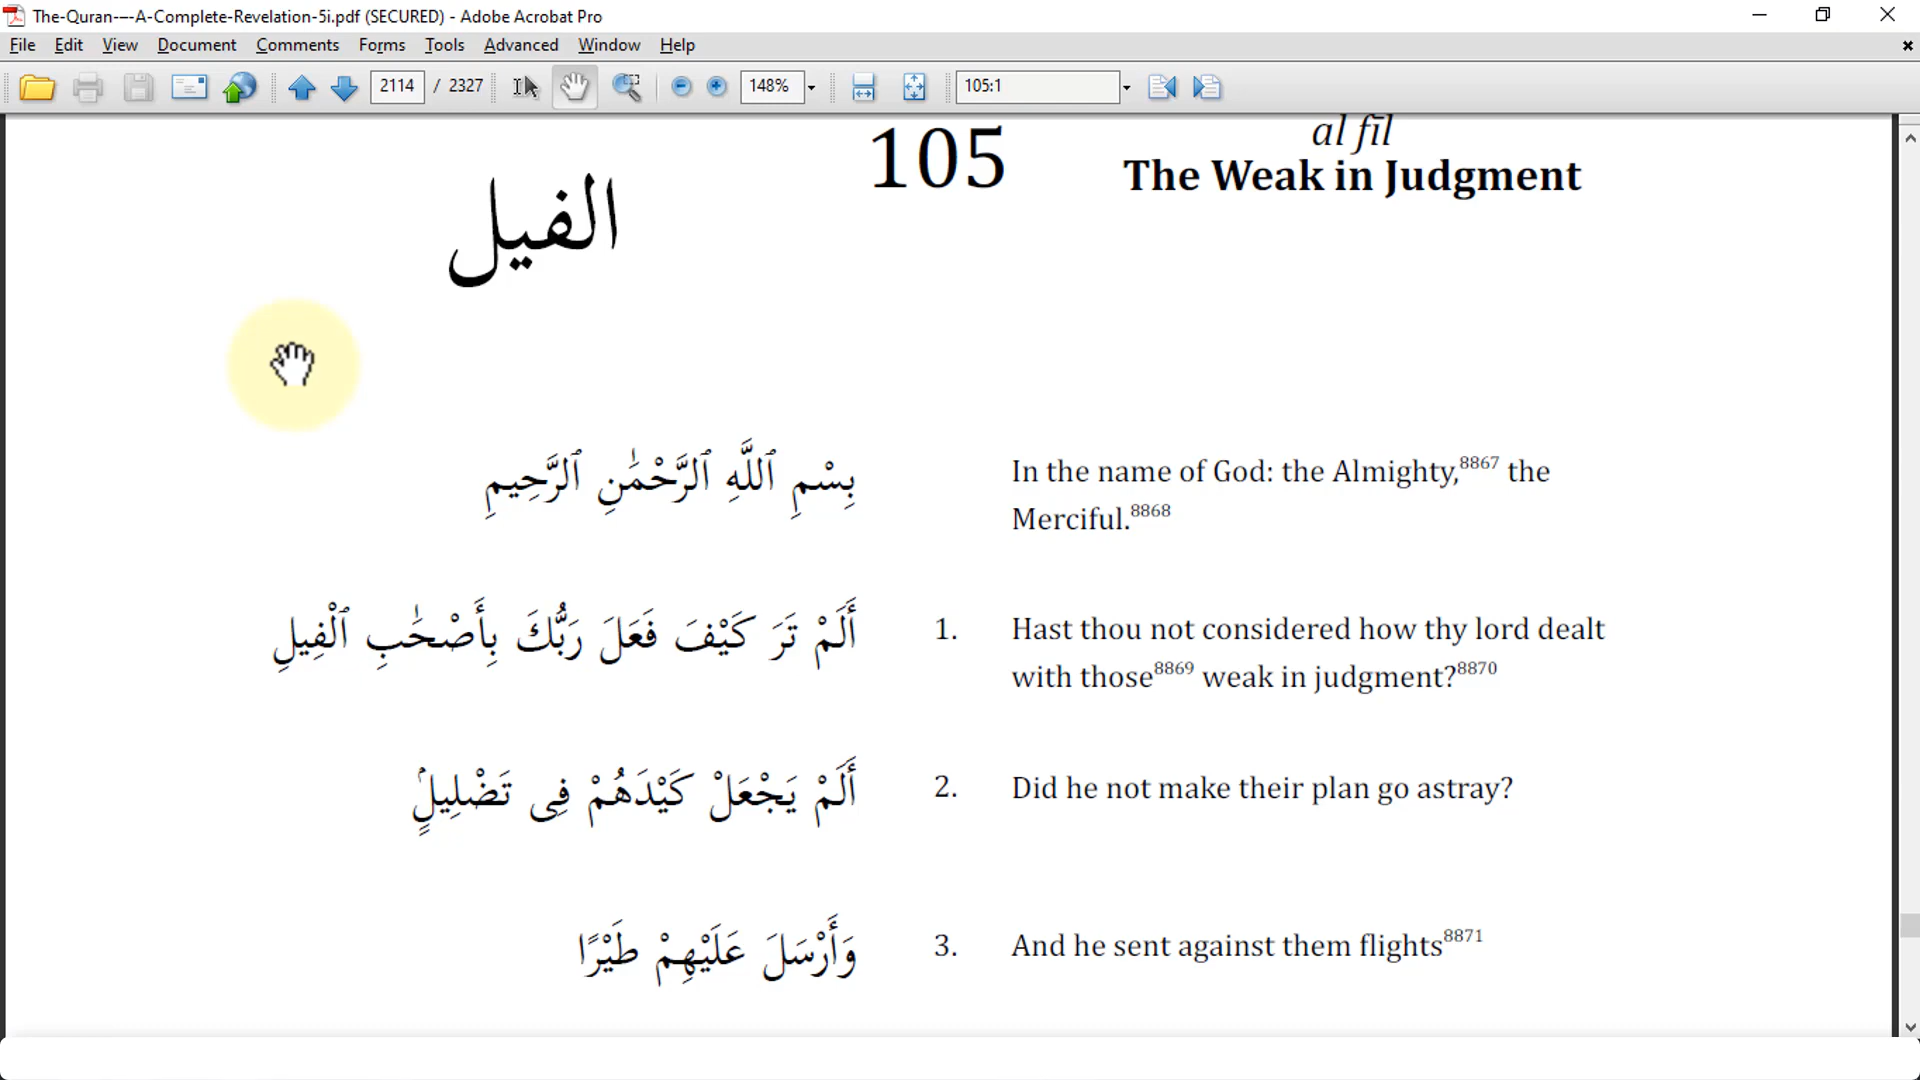 The-Quran-—-A-Complete-Revelation-5i.pdf (SECURED) - Adobe Acrobat Pro
File Edit View Document Comments Forms Tools Advanced Window Help
2114 / 2327 148% 105:1
105
al fīl
The Weak in Judgment
الفيل
بِسْمِ ٱللَّهِ ٱلرَّحْمَٰنِ ٱلرَّحِيمِ
In the name of God: the Almighty,8867 the
Merciful.8868
أَلَمْ تَرَ كَيْفَ فَعَلَ رَبُّكَ بِأَصْحَٰبِ ٱلْفِيلِ
1. Hast thou not considered how thy lord dealt
with those8869 weak in judgment?8870
أَلَمْ يَجْعَلْ كَيْدَهُمْ فِى تَضْلِيلٍۢ
2. Did he not make their plan go astray?
وَأَرْسَلَ عَلَيْهِمْ طَيْرًا
3. And he sent against them flights8871